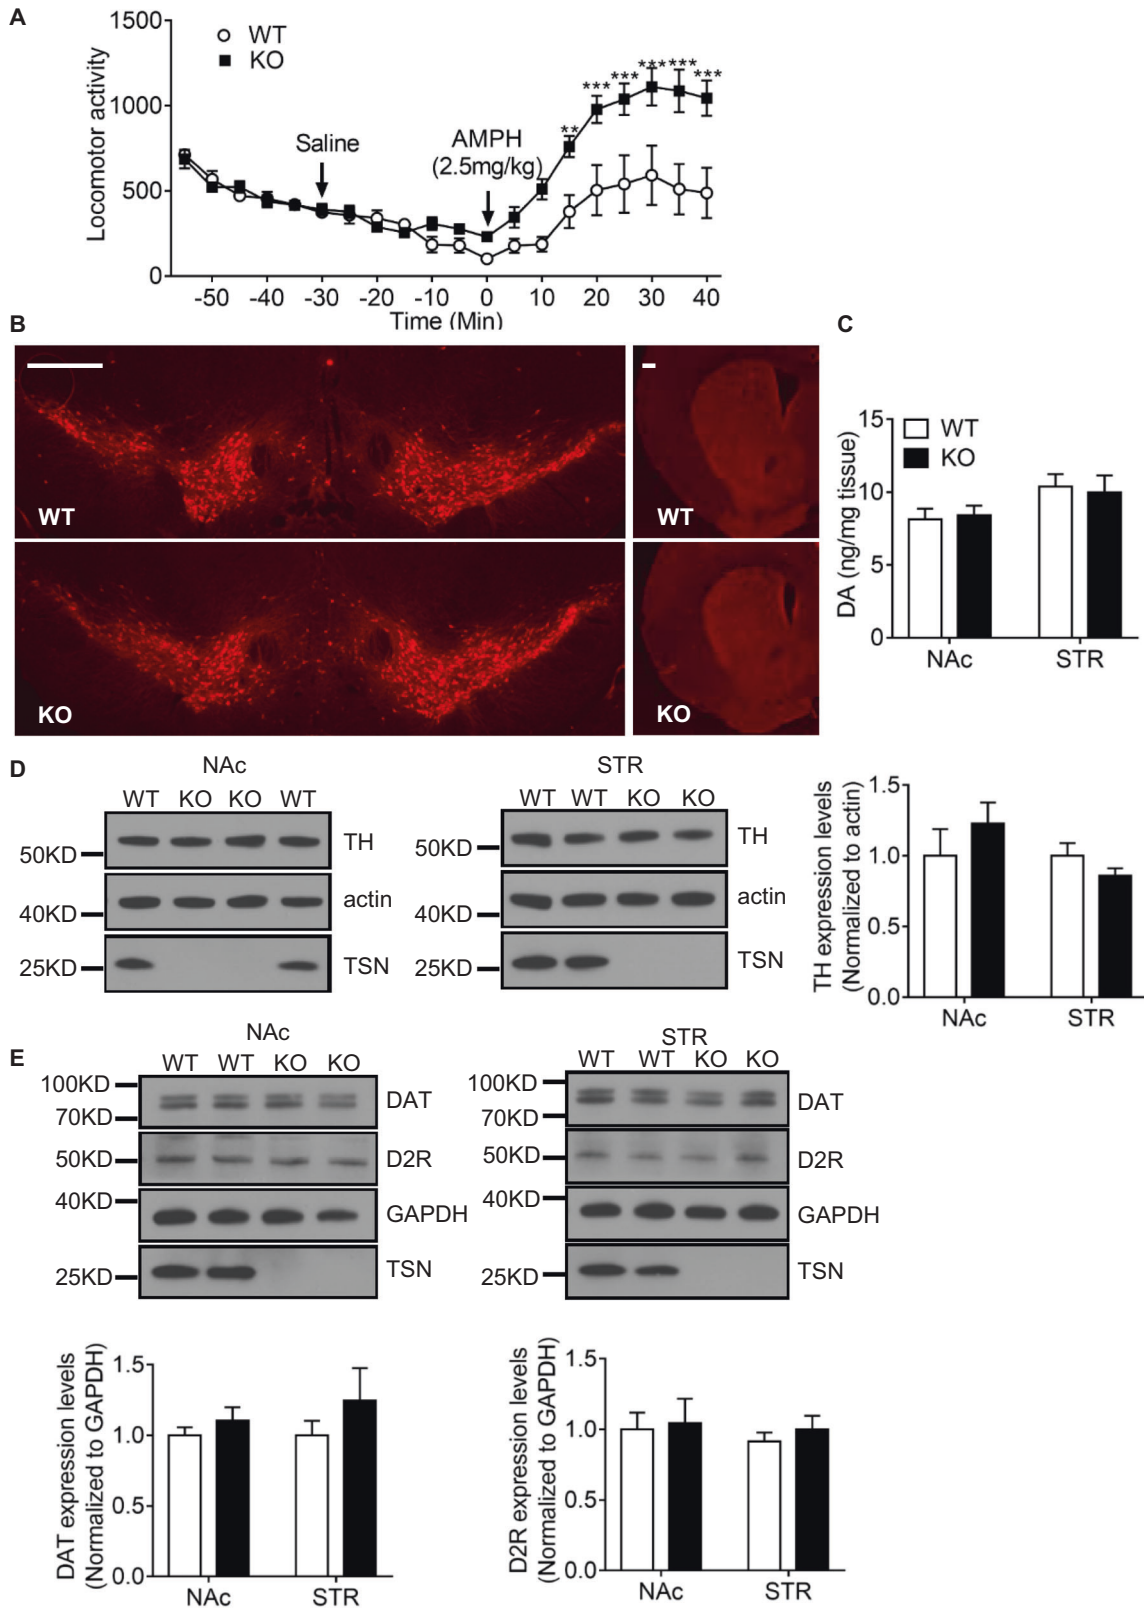 A
1500
1000
500
0
Locomotor activity
WT
KO
Saline
AMPH
(2.5mg/kg)
** *** *** *** *** ***
-50 -40 -30 -20 -10 0 10 20 30 40
Time (Min)
B
WT
WT
KO
KO
C
15
10
5
0
DA (ng/mg tissue)
WT
KO
NAc STR
D
NAc
WT KO KO WT
50KD
TH
40KD
actin
25KD
TSN
STR
WT WT KO KO
50KD
TH
40KD
actin
25KD
TSN
1.5
1.0
0.5
0.0
TH expression levels
(Normalized to actin)
NAc STR
E
NAc
WT WT KO KO
100KD
70KD
DAT
50KD
D2R
40KD
GAPDH
25KD
TSN
STR
WT WT KO KO
100KD
70KD
DAT
50KD
D2R
40KD
GAPDH
25KD
TSN
1.5
1.0
0.5
0.0
DAT expression levels
(Normalized to GAPDH)
NAc STR
1.5
1.0
0.5
0.0
D2R expression levels
(Normalized to GAPDH)
NAc STR